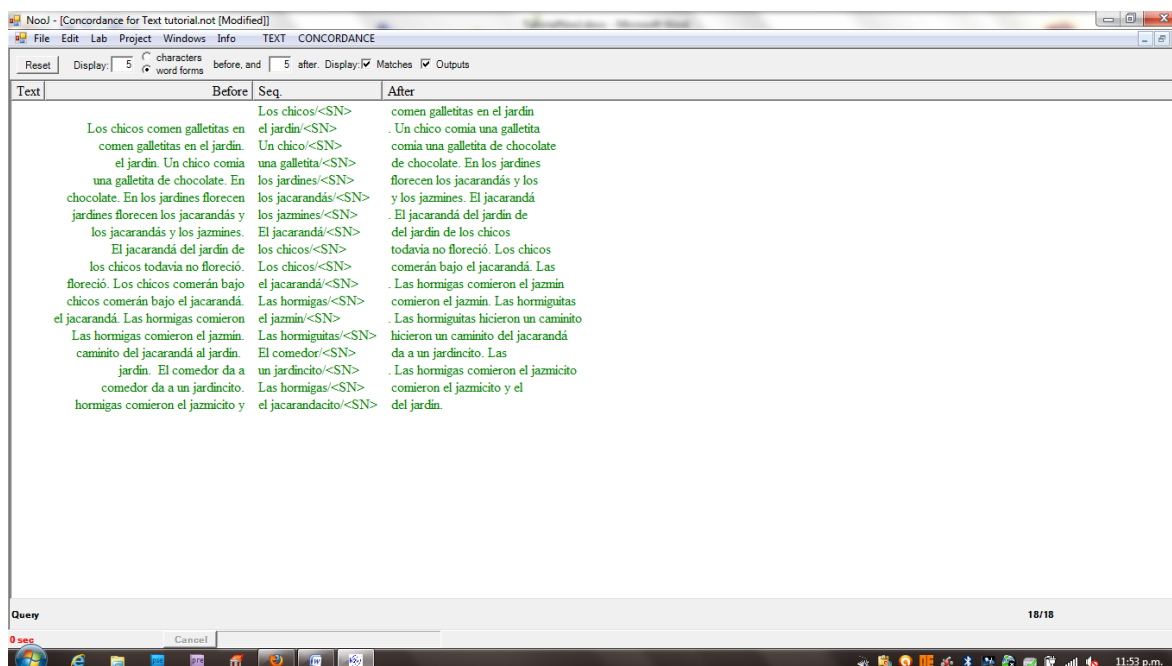 NooJ - [Concordance for Text tutorial.not [Modified]]
File Edit Lab Project Windows Info TEXT CONCORDANCE
Reset Display: 5 characters word forms before, and 5 after. Display: Matches Outputs
Text Before Seq. After
Los chicos/<SN> comen galletitas en el jardin
Los chicos comen galletitas en el jardin/<SN> . Un chico comia una galletita
comen galletitas en el jardin. Un chico/<SN> comia una galletita de chocolate
el jardin. Un chico comia una galletita/<SN> de chocolate. En los jardines
una galletita de chocolate. En los jardines/<SN> florecen los jacarandás y los
chocolate. En los jardines florecen los jacarandás/<SN> y los jazmines. El jacarandá
jardines florecen los jacarandás y los jazmines/<SN> . El jacarandá del jardin de
los jacarandás y los jazmines. El jacarandá/<SN> del jardin de los chicos
El jacarandá del jardin de los chicos/<SN> todavia no floreció. Los chicos
los chicos todavia no floreció. Los chicos/<SN> comerán bajo el jacarandá. Las
floreció. Los chicos comerán bajo el jacarandá/<SN> . Las hormigas comieron el jazmin
chicos comerán bajo el jacarandá. Las hormigas/<SN> comieron el jazmin. Las hormiguitas
el jacarandá. Las hormigas comieron el jazmin/<SN> . Las hormiguitas hicieron un caminito
Las hormigas comieron el jazmin. Las hormiguitas/<SN> hicieron un caminito del jacarandá
caminito del jacarandá al jardin. El comedor/<SN> da a un jardincito. Las
jardin. El comedor da a un jardincito/<SN> . Las hormigas comieron el jazmicito
comedor da a un jardincito. Las hormigas/<SN> comieron el jazmicito y el
hormigas comieron el jazmicito y el jacarandacito/<SN> del jardin.
Query 18/18
0 sec Cancel
pre 11:53 p.m.